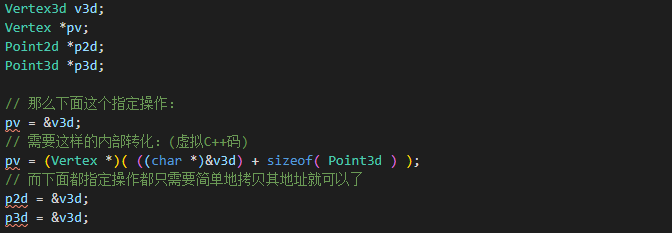 Vertex3d v3d;
Vertex *pv;
Point2d *p2d;
Point3d *p3d;
// 那么下面这个指定操作:
pv = &v3d;
// 需要这样的内部转化: (虚拟C++码)
pv = (Vertex *)( ((char *)&v3d) + sizeof( Point3d ) );
// 而下面都指定操作都只需要简单地拷贝其地址就可以了
p2d = &v3d;
p3d = &v3d;